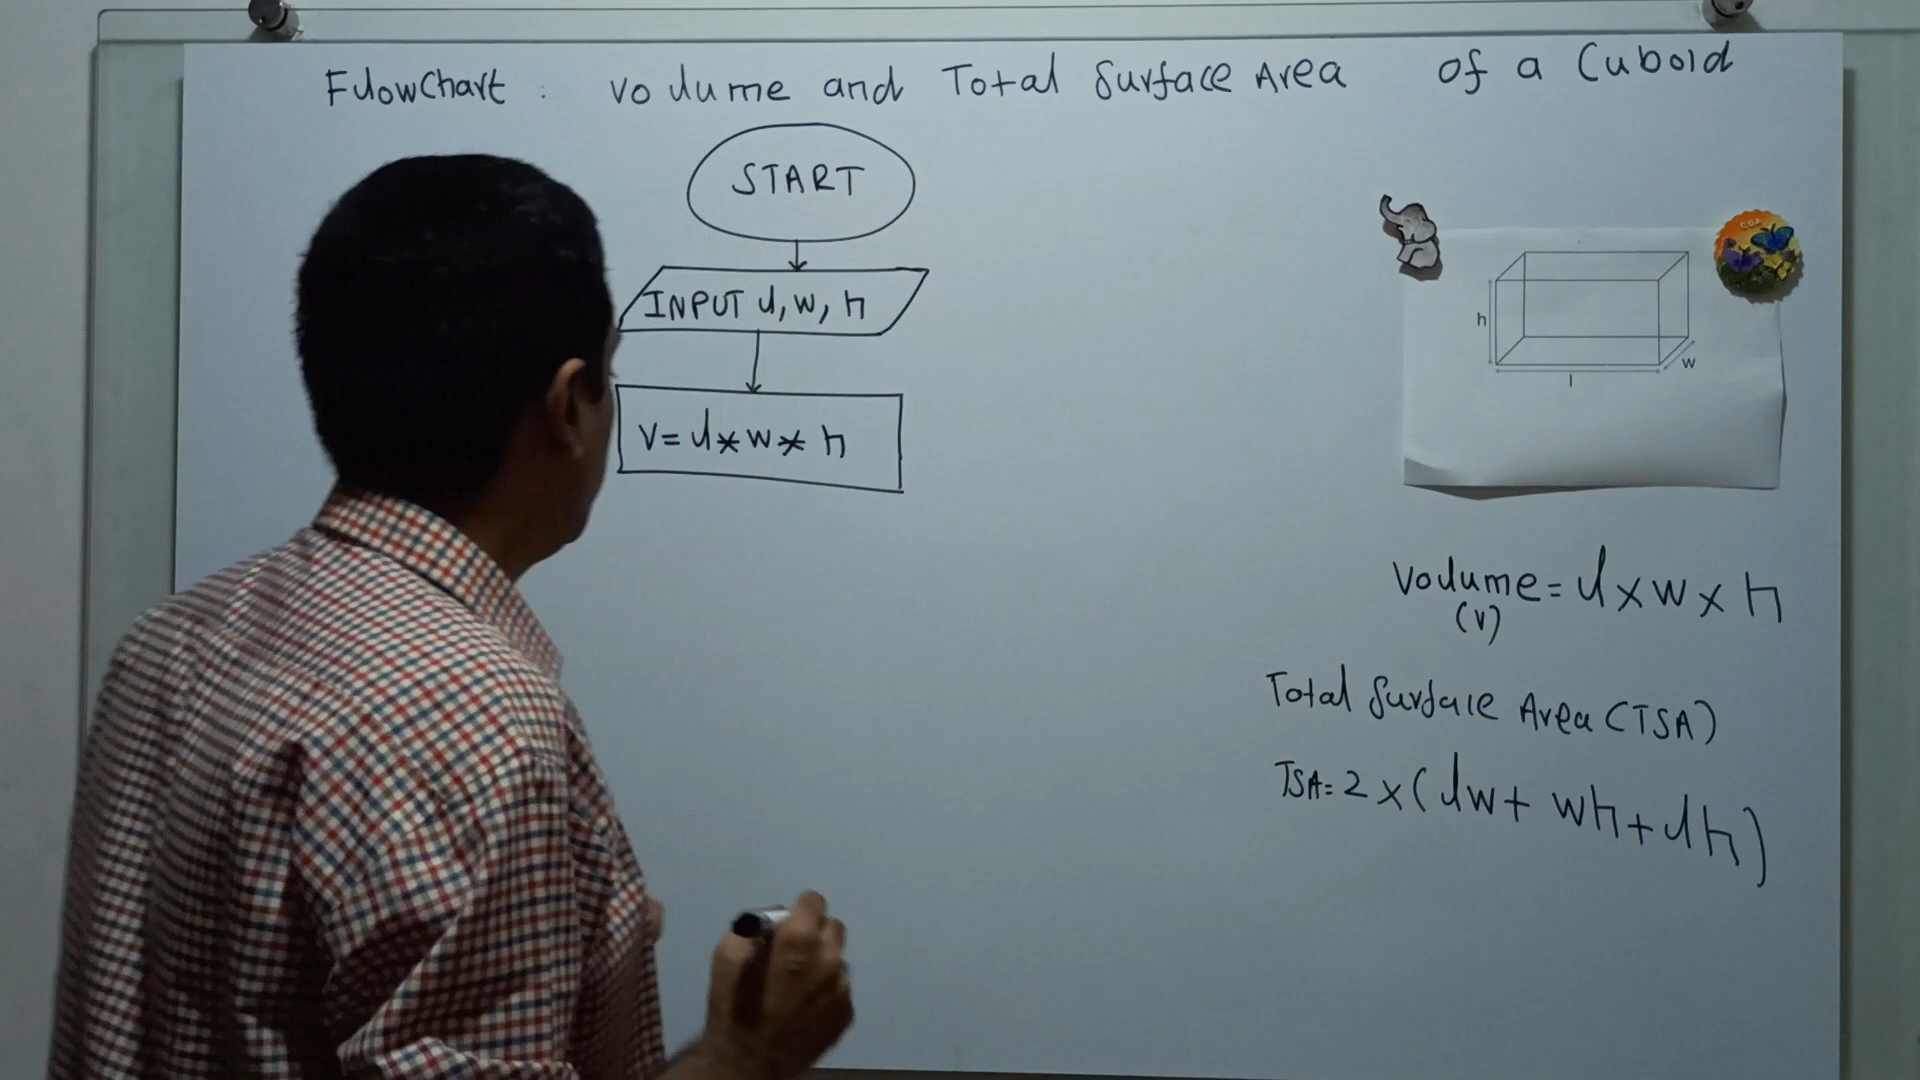 FlowChart : Volume and Total Surface Area of a Cuboid
START
INPUT l, w, h
V = l * w * h
h
w
l
Volume = l x w x h
(V)
Total Surface Area (TSA)
TSA = 2 x (lw + wh + lh)